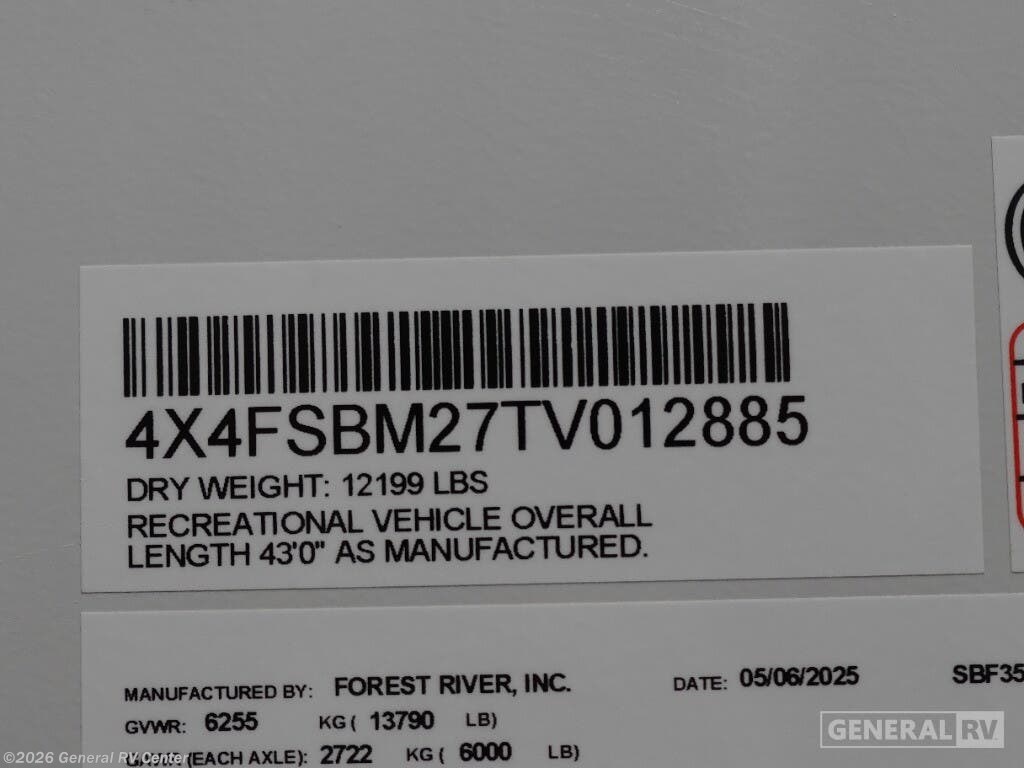 4X4FSBM27TV012885
DRY WEIGHT: 12199 LBS
RECREATIONAL VEHICLE OVERALL
LENGTH 43'0" AS MANUFACTURED.
MANUFACTURED BY: FOREST RIVER, INC. DATE: 05/06/2025 SBF35
GVWR: 6255 KG ( 13790 LB)
(EACH AXLE): 2722 KG ( 6000 LB)
GENERAL RV
©2026 General RV Center